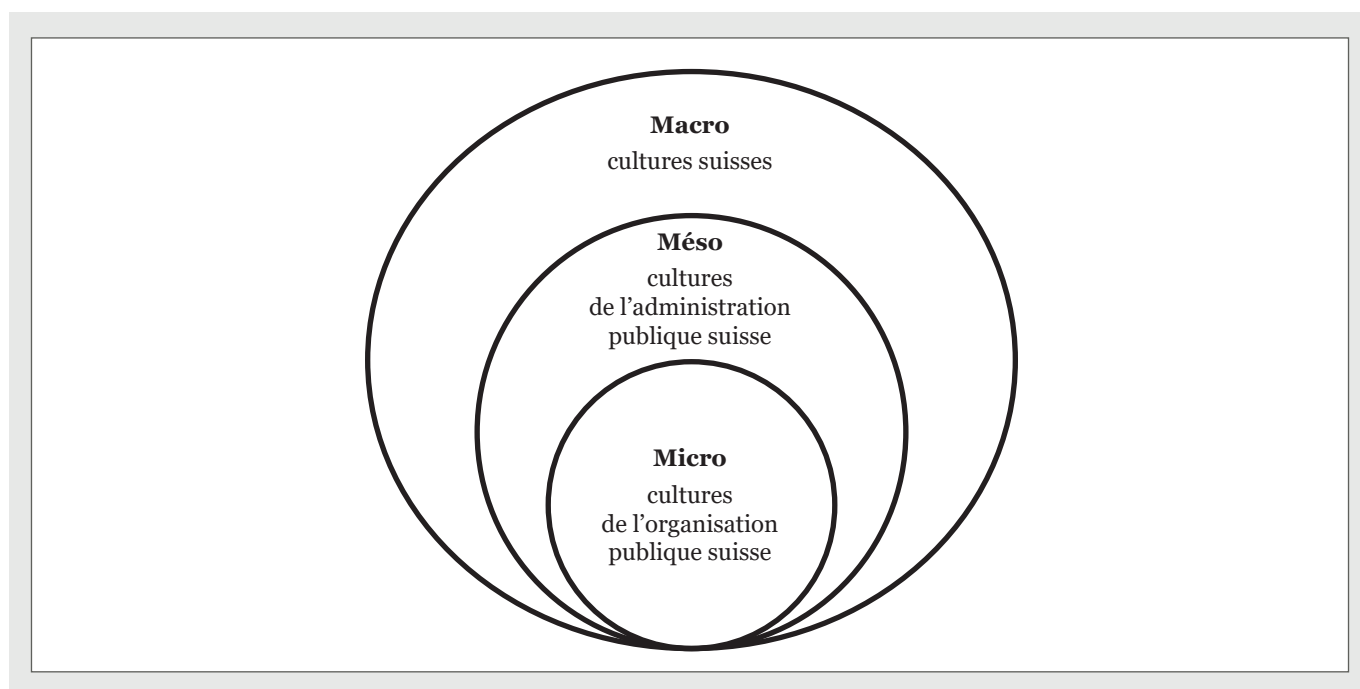 Macro
cultures suisses
Méso
cultures
de l’administration
publique suisse
Micro
cultures
de l’organisation
publique suisse